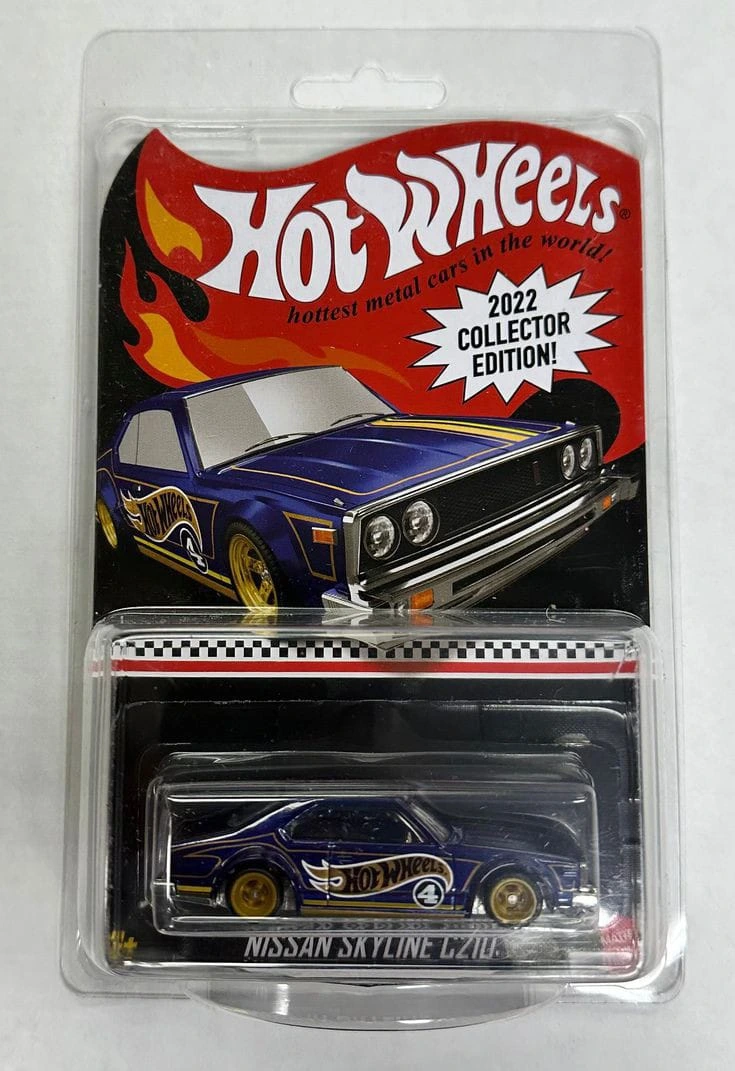 HOT WHEELS®
hottest metal cars in the world!
2022
COLLECTOR
EDITION!
HOT WHEELS
4
HOT WHEELS
4
NISSAN SKYLINE C210